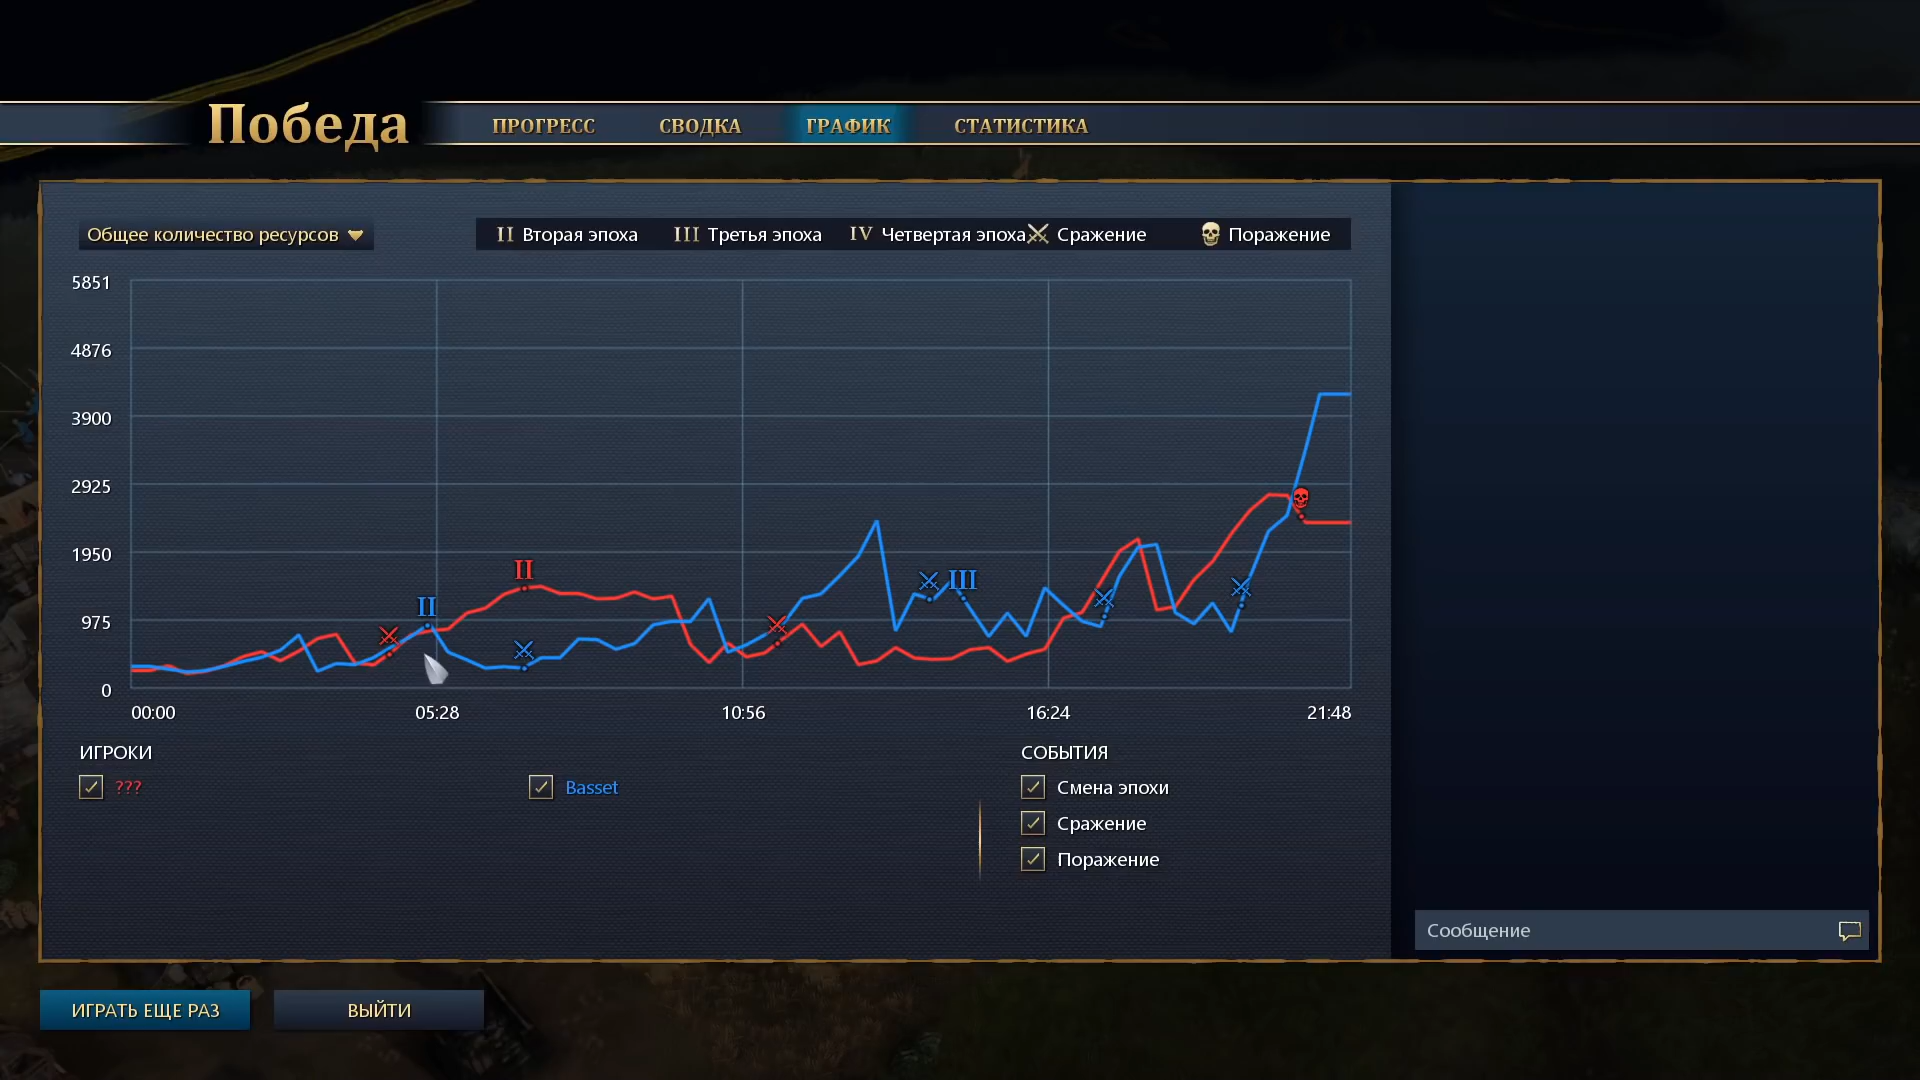 Победа
ПРОГРЕСС СВОДКА ГРАФИК СТАТИСТИКА
Общее количество ресурсов II Вторая эпоха III Третья эпоха IV Четвертая эпоха Сражение Поражение
5851
4876
3900
2925
1950
975
0
II
II
III
00:00 05:28 10:56 16:24 21:48
ИГРОКИ СОБЫТИЯ
??? Basset Смена эпохи
Сражение
Поражение
Сообщение
ИГРАТЬ ЕЩЕ РАЗ ВЫЙТИ